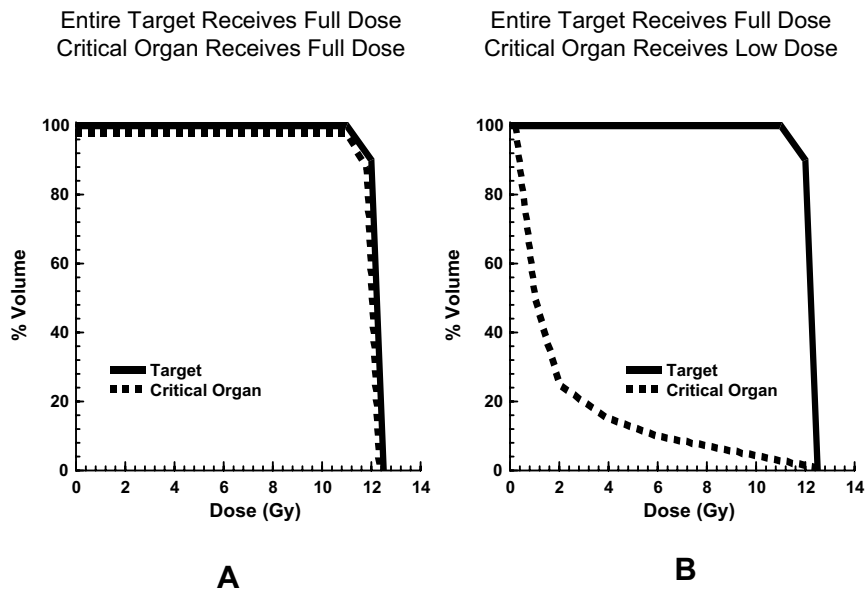 Entire Target Receives Full Dose
Critical Organ Receives Full Dose
100
80
60
40
20
0
% Volume
Target
Critical Organ
0 2 4 6 8 10 12 14
Dose (Gy)
A
Entire Target Receives Full Dose
Critical Organ Receives Low Dose
100
80
60
40
20
0
% Volume
Target
Critical Organ
0 2 4 6 8 10 12 14
Dose (Gy)
B